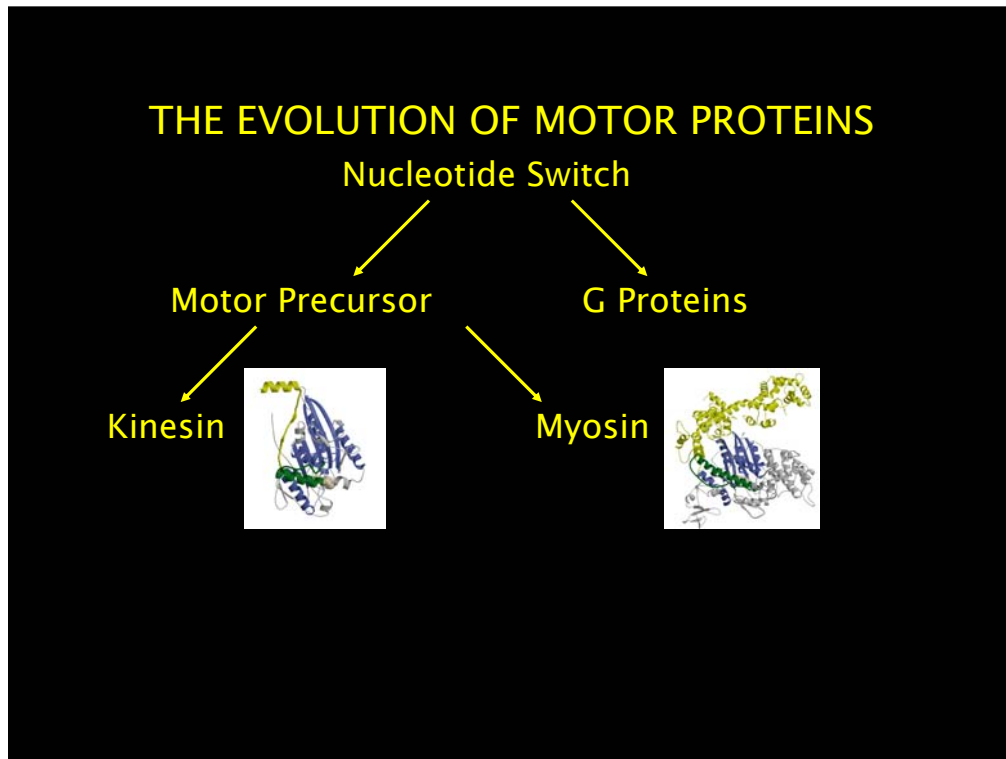 THE EVOLUTION OF MOTOR PROTEINS
Nucleotide Switch
Motor Precursor
G Proteins
Kinesin
Myosin